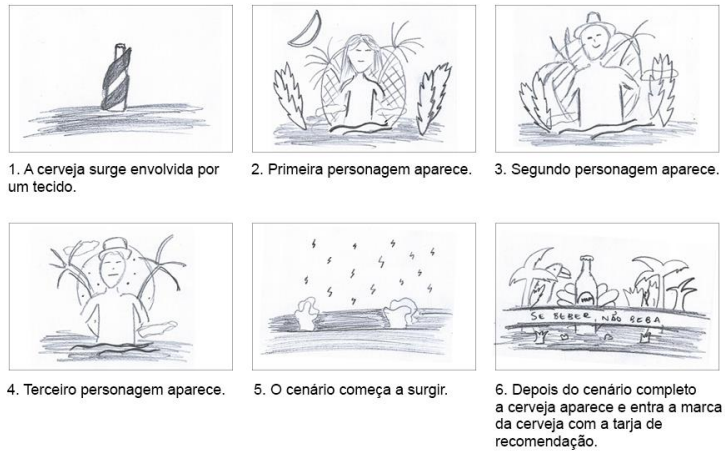 1. A cerveja surge envolvida por
um tecido.
2. Primeira personagem aparece.
3. Segundo personagem aparece.
4. Terceiro personagem aparece.
5. O cenário começa a surgir.
SE BEBER, NÃO BEBA
6. Depois do cenário completo
a cerveja aparece e entra a marca
da cerveja com a tarja de
recomendação.